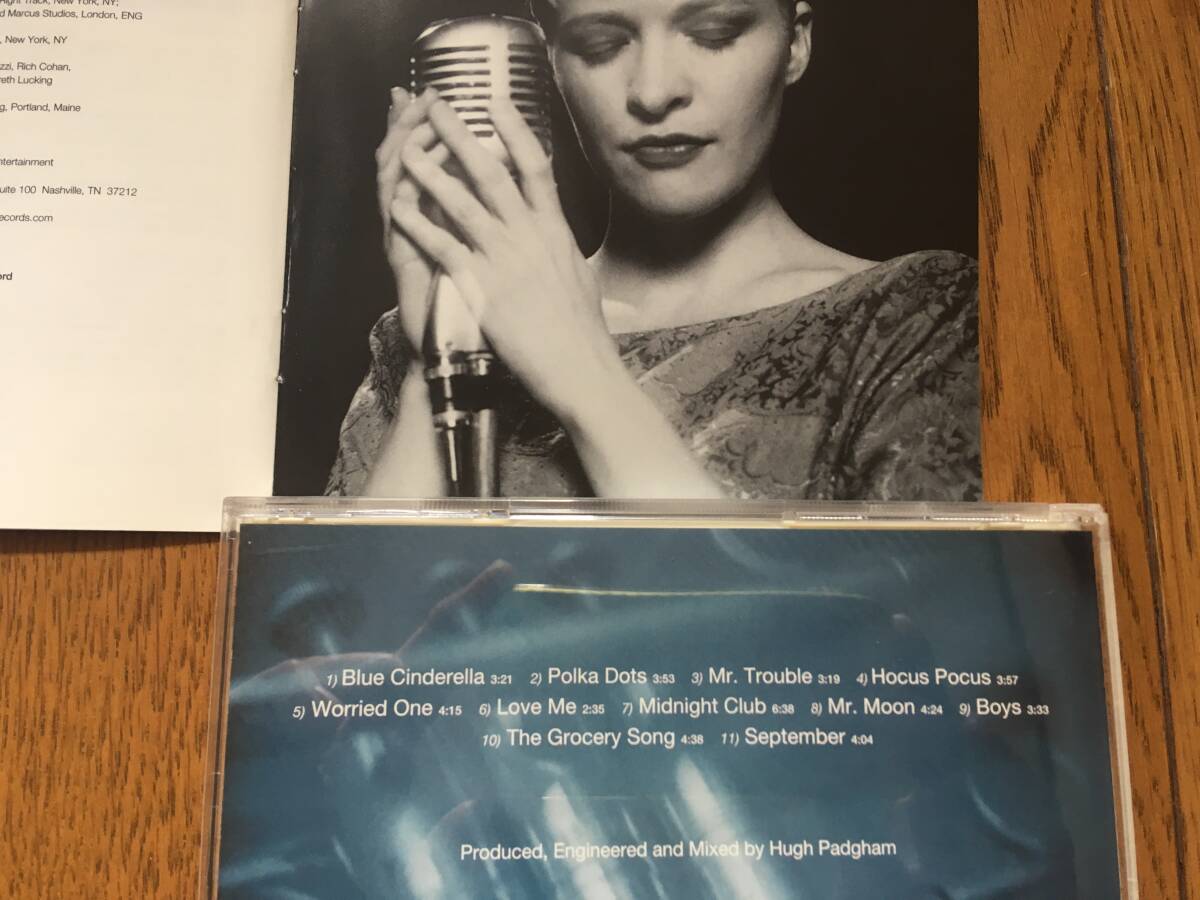 Right Track, New York, NY;
d Marcus Studios, London, ENG
, New York, NY
zzi, Rich Cohan,
reth Lucking
g, Portland, Maine
ntertainment
uite 100 Nashville, TN 37212
ecords.com
ord
1) Blue Cinderella 3:21 2) Polka Dots 3:53 3) Mr. Trouble 3:19 4) Hocus Pocus 3:57
5) Worried One 4:15 6) Love Me 2:35 7) Midnight Club 6:38 8) Mr. Moon 4:24 9) Boys 3:33
10) The Grocery Song 4:38 11) September 4:04
Produced, Engineered and Mixed by Hugh Padgham